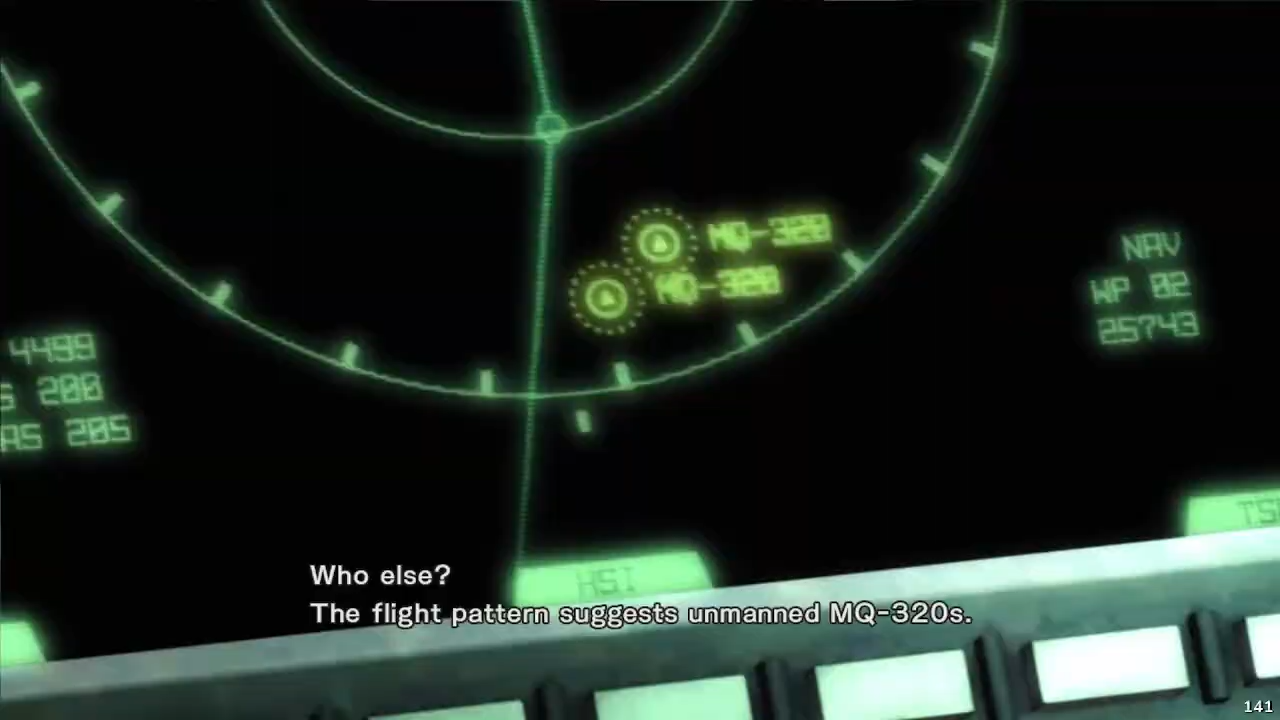 MQ-320
MQ-320
NAV
WP 02
25743
4499
S 200
AS 205
TS
HSI
Who else?
The flight pattern suggests unmanned MQ-320s.
141